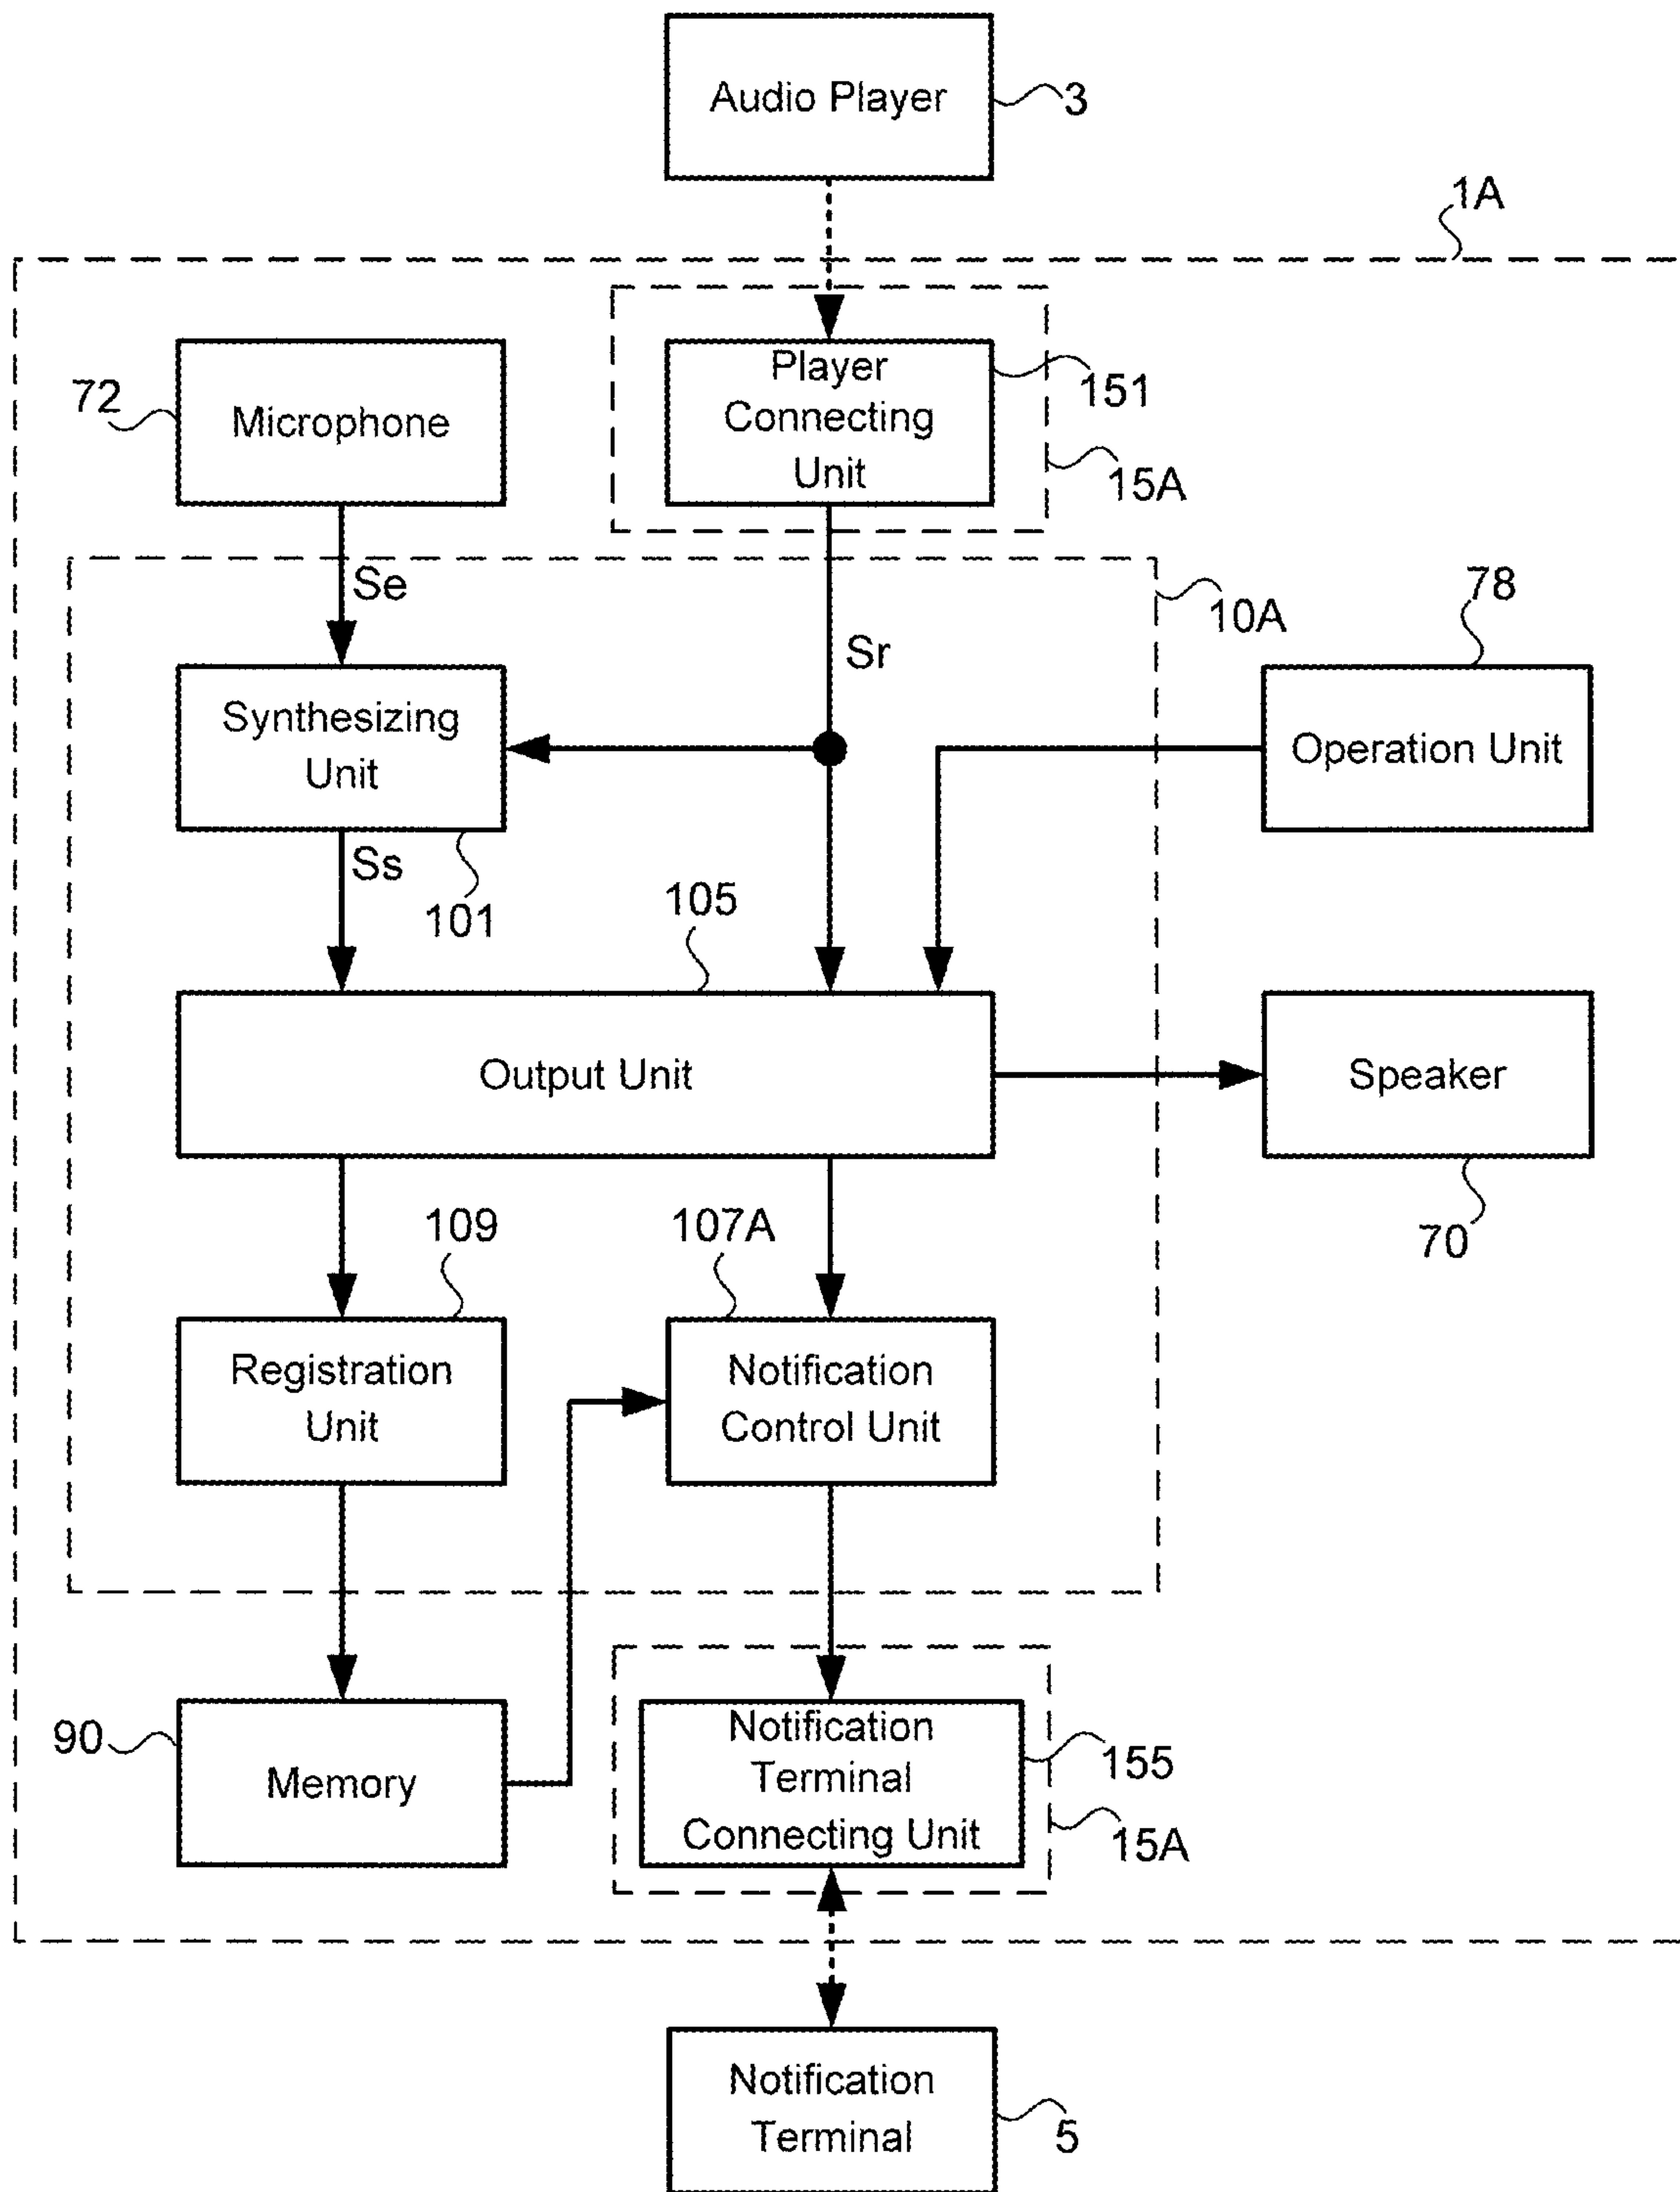 Audio Player
3
1A
Player
Connecting
Unit
151
15A
72
Microphone
Se
10A
78
Sr
Synthesizing
Unit
Operation Unit
Ss
101
105
Output Unit
Speaker
70
109
107A
Registration
Unit
Notification
Control Unit
90
Memory
Notification
Terminal
Connecting Unit
155
15A
Notification
Terminal
5